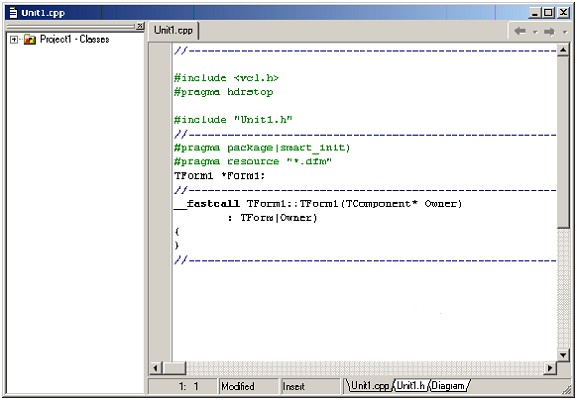 Unit1.cpp
Project1 - Classes
Unit1.cpp
//------------------------------------------------------
#include <vcl.h>
#pragma hdrstop
#include "Unit1.h"
//------------------------------------------------------
#pragma package|smart_init)
#pragma resource "*.dfm"
TForm1 *Form1;
//------------------------------------------------------
__fastcall TForm1::TForm1(TComponent* Owner)
: TForm|Owner)
{
}
//------------------------------------------------------
1: 1 Modified Insert \Unit1.cpp/Unit1.h/Diagram/